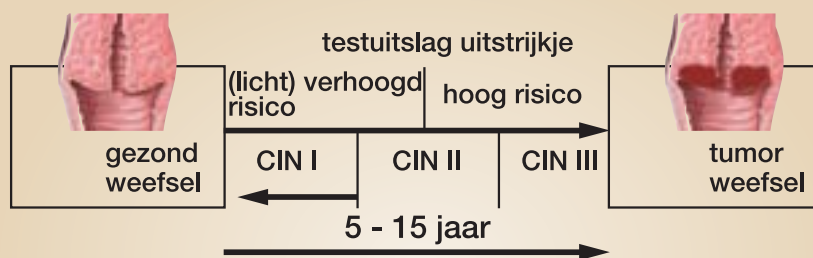 testuitslag uitstrijkje
(licht) verhoogd
risico
hoog risico
gezond
weefsel
CIN I
CIN II
CIN III
tumor
weefsel
5 - 15 jaar